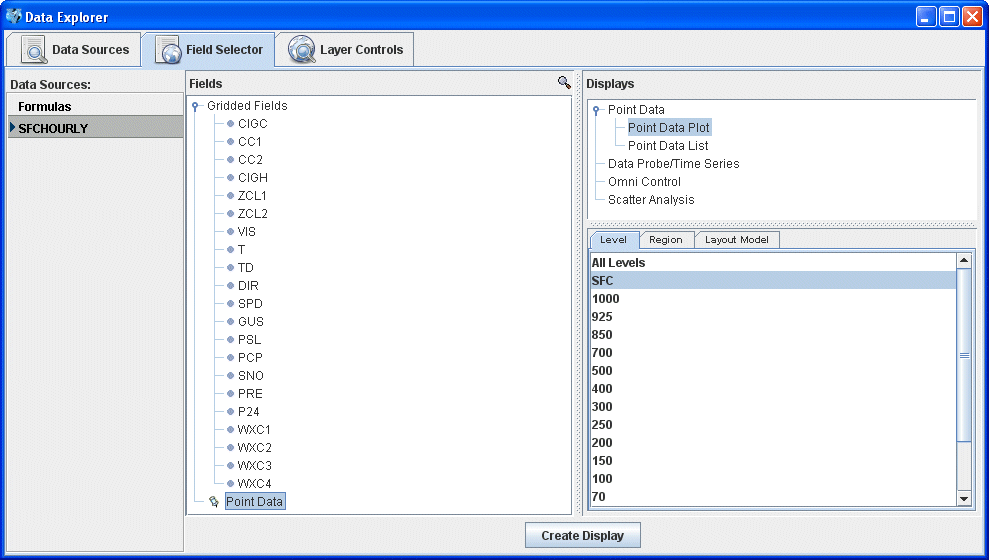 Data Explorer
Data Sources
Field Selector
Layer Controls
Data Sources:
Formulas
SFCHOURLY
Fields
Gridded Fields
CIGC
CC1
CC2
CIGH
ZCL1
ZCL2
VIS
T
TD
DIR
SPD
GUS
PSL
PCP
SNO
PRE
P24
WXC1
WXC2
WXC3
WXC4
Point Data
Displays
Point Data
Point Data Plot
Point Data List
Data Probe/Time Series
Omni Control
Scatter Analysis
Level
Region
Layout Model
All Levels
SFC
1000
925
850
700
500
400
300
250
200
150
100
70
Create Display